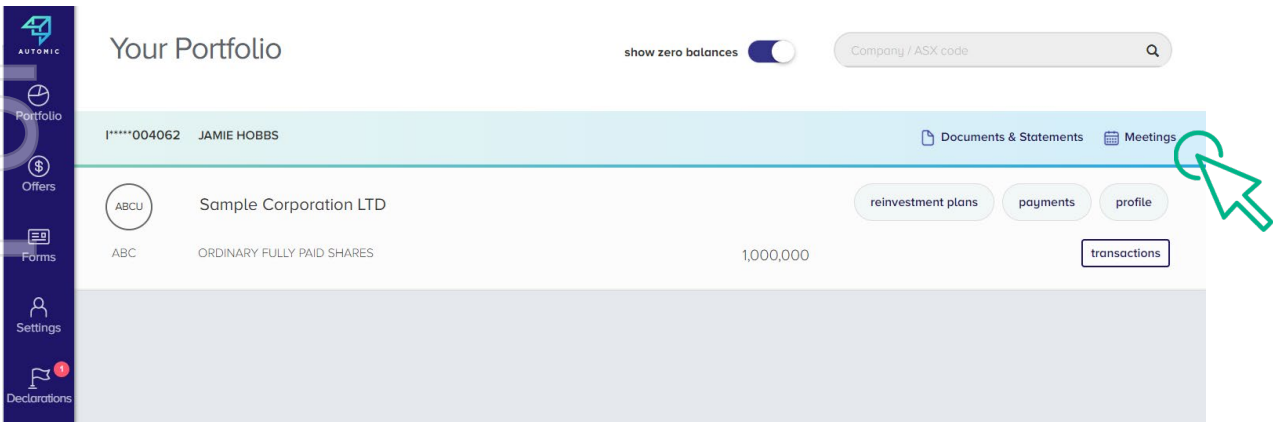 AUTOMIC
Portfolio
Offers
Forms
Settings
1
Declarations
Your Portfolio
show zero balances
Company / ASX code
I*****004062 JAMIE HOBBS
Documents & Statements Meetings
ABCU Sample Corporation LTD
reinvestment plans payments profile
ABC ORDINARY FULLY PAID SHARES 1,000,000 transactions